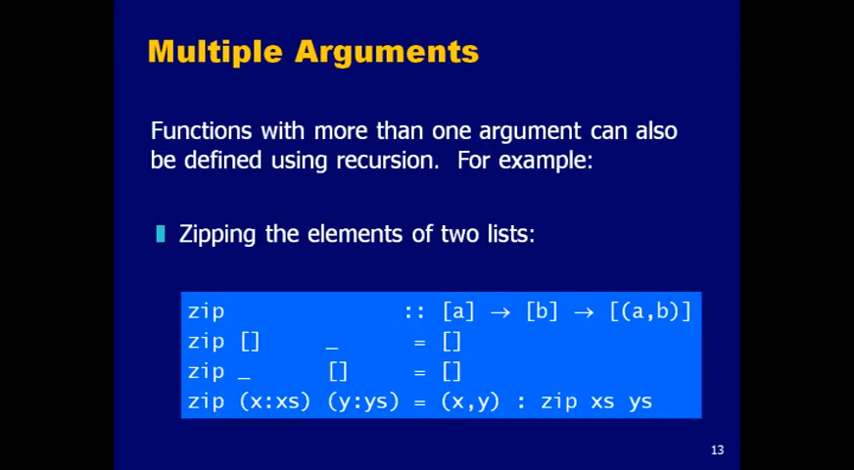 Multiple Arguments
Functions with more than one argument can also
be defined using recursion.  For example:
Zipping the elements of two lists:
zip :: [a] → [b] → [(a,b)]
zip [] _ = []
zip _ [] = []
zip (x:xs) (y:ys) = (x,y) : zip xs ys
13